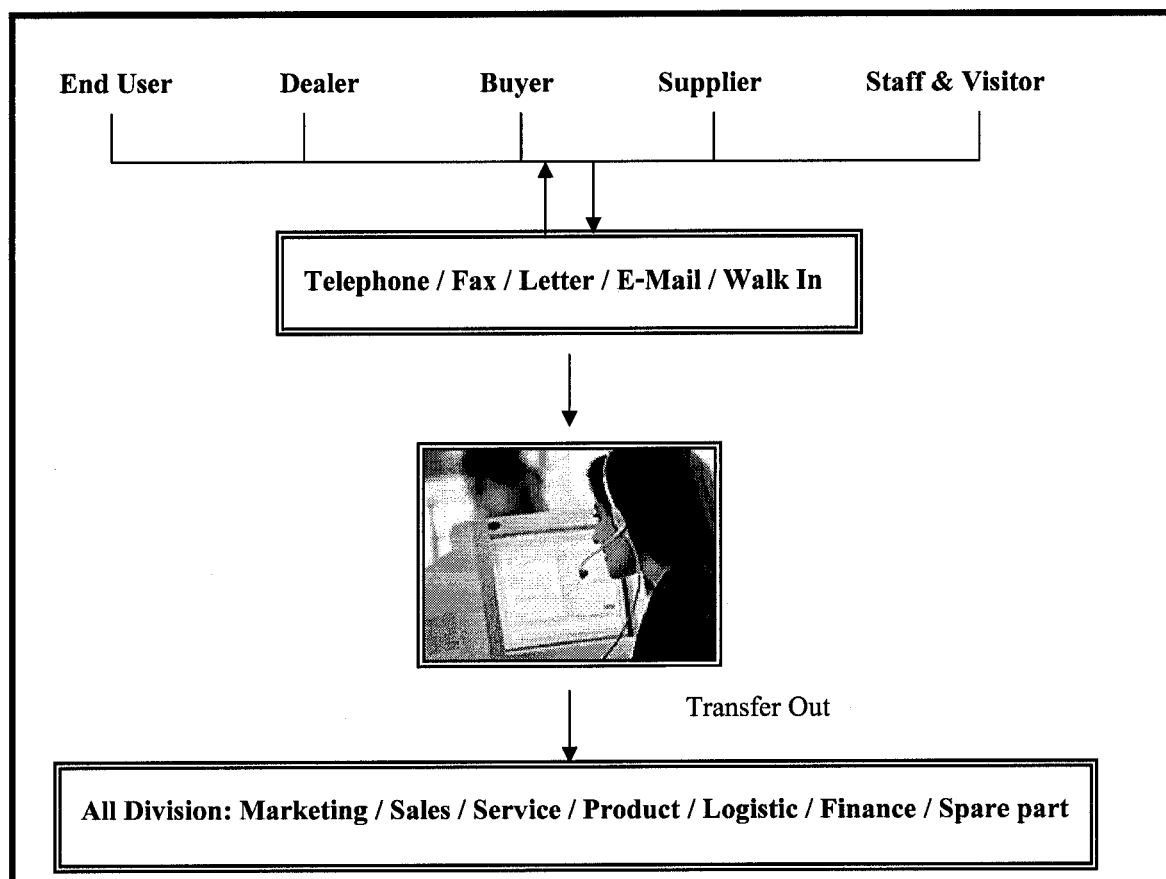 End User Dealer Buyer Supplier Staff & Visitor
Telephone / Fax / Letter / E-Mail / Walk In
Transfer Out
All Division: Marketing / Sales / Service / Product / Logistic / Finance / Spare part